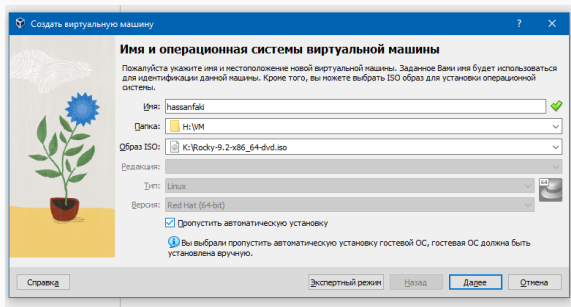 Создать виртуальную машину
? ×
Имя и операционная системы виртуальной машины
Пожалуйста укажите имя и местоположение новой виртуальной машины. Заданное Вами имя будет использоваться
для идентификации данной машины. Кроме того, вы можете выбрать ISO образ для установки операционной
системы.
Имя: hassanfaki
Папка: H:\VM
Образ ISO: K:\Rocky-9.2-x86_64-dvd.iso
Редакция:
Тип: Linux
64
Версия: Red Hat (64-bit)
Пропустить автоматическую установку
Вы выбрали пропустить автоматическую установку гостевой ОС, гостевая ОС должна быть
установлена вручную.
Справка Экспертный режим Назад Далее Отмена